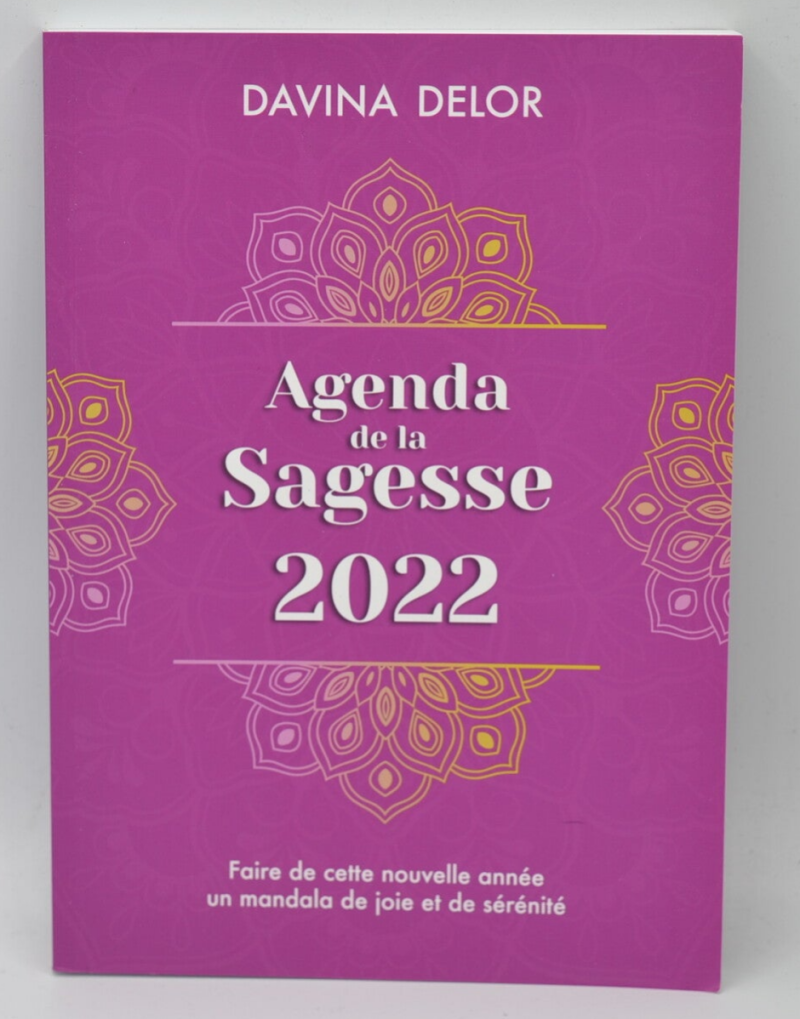 DAVINA DELOR
Agenda
de la
Sagesse
2022
Faire de cette nouvelle année
un mandala de joie et de sérénité